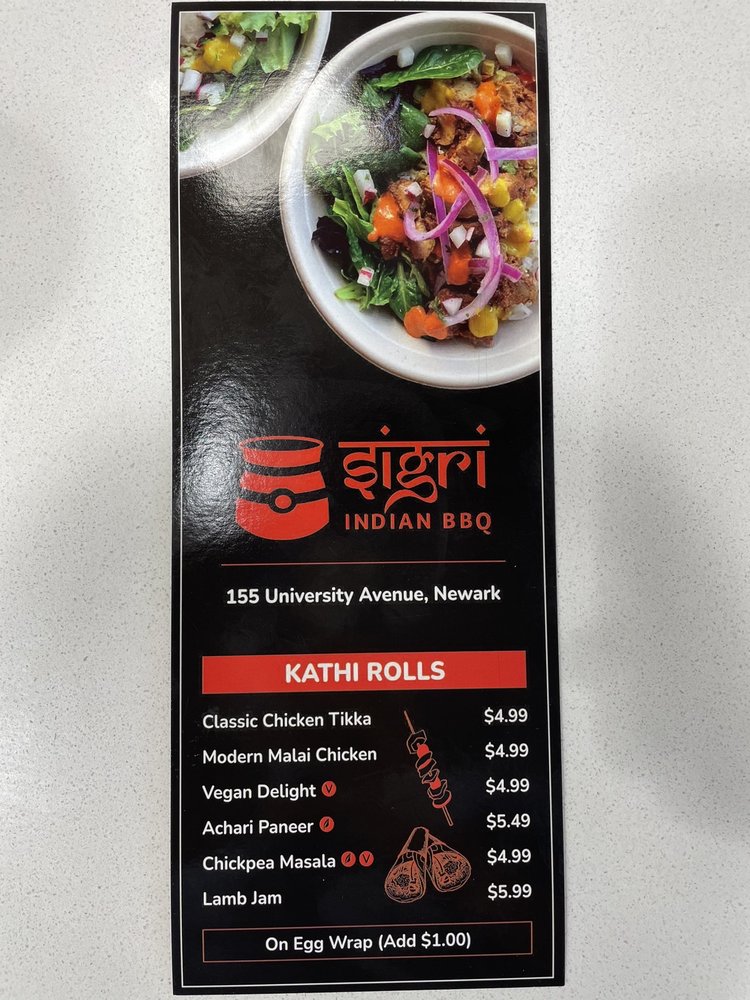 sigri
INDIAN BBQ
155 University Avenue, Newark
KATHI ROLLS
Classic Chicken Tikka $4.99
Modern Malai Chicken $4.99
Vegan Delight V $4.99
Achari Paneer $5.49
Chickpea Masala V $4.99
Lamb Jam $5.99
On Egg Wrap (Add $1.00)